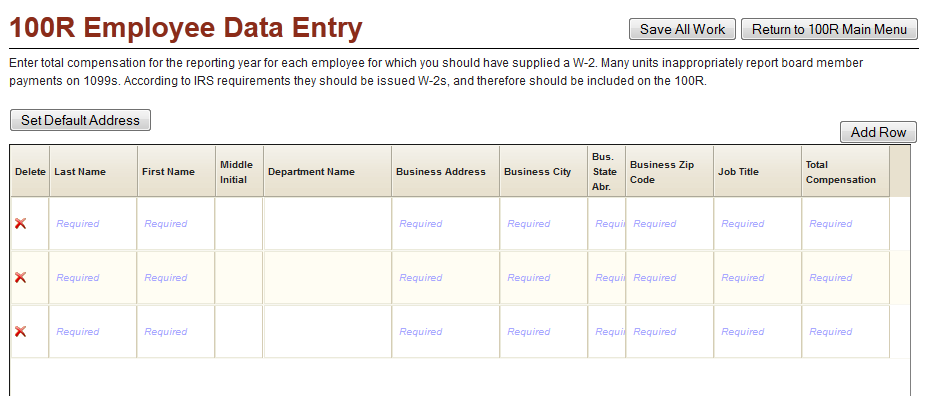 100R Employee Data Entry
Save All Work
Return to 100R Main Menu
Enter total compensation for the reporting year for each employee for which you should have supplied a W-2. Many units inappropriately report board member
payments on 1099s. According to IRS requirements they should be issued W-2s, and therefore should be included on the 100R.
Set Default Address
Add Row
Delete
Last Name
First Name
Middle
Initial
Department Name
Business Address
Business City
Bus.
State
Abr.
Business Zip
Code
Job Title
Total
Compensation
Required Required Required Required Requir Required Required Required
Required Required Required Required Requir Required Required Required
Required Required Required Required Requir Required Required Required